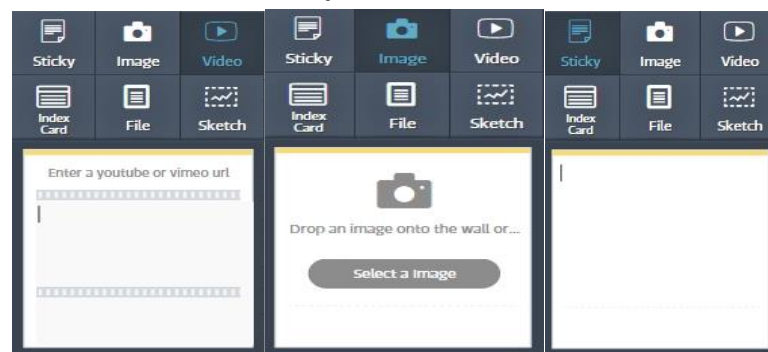 Sticky Image Video
Index Card File Sketch
Enter a youtube or vimeo url
Sticky Image Video
Index Card File Sketch
Drop an image onto the wall or...
Select a Image
Sticky Image Video
Index Card File Sketch